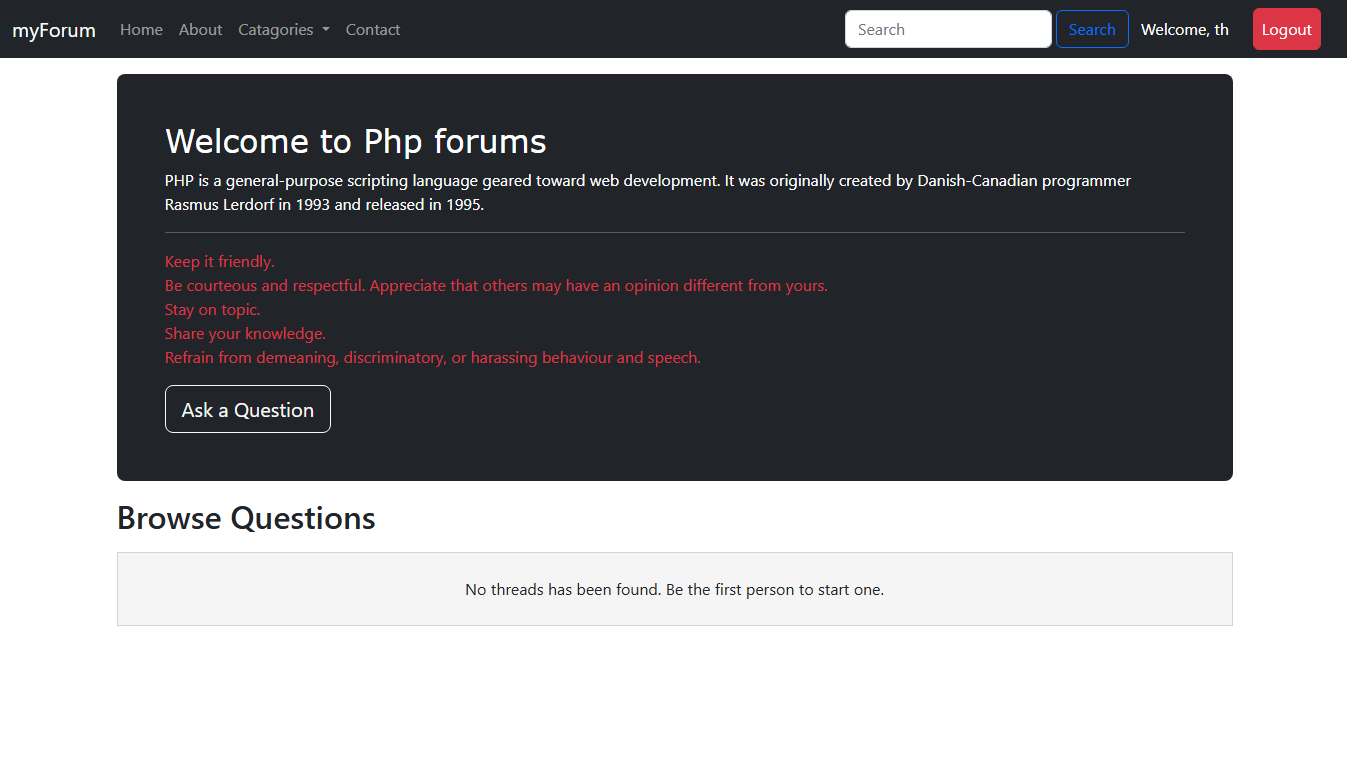 myForum Home About Catagories Contact Search Search Welcome, th Logout
Welcome to Php forums
PHP is a general-purpose scripting language geared toward web development. It was originally created by Danish-Canadian programmer
Rasmus Lerdorf in 1993 and released in 1995.
Keep it friendly.
Be courteous and respectful. Appreciate that others may have an opinion different from yours.
Stay on topic.
Share your knowledge.
Refrain from demeaning, discriminatory, or harassing behaviour and speech.
Ask a Question
Browse Questions
No threads has been found. Be the first person to start one.